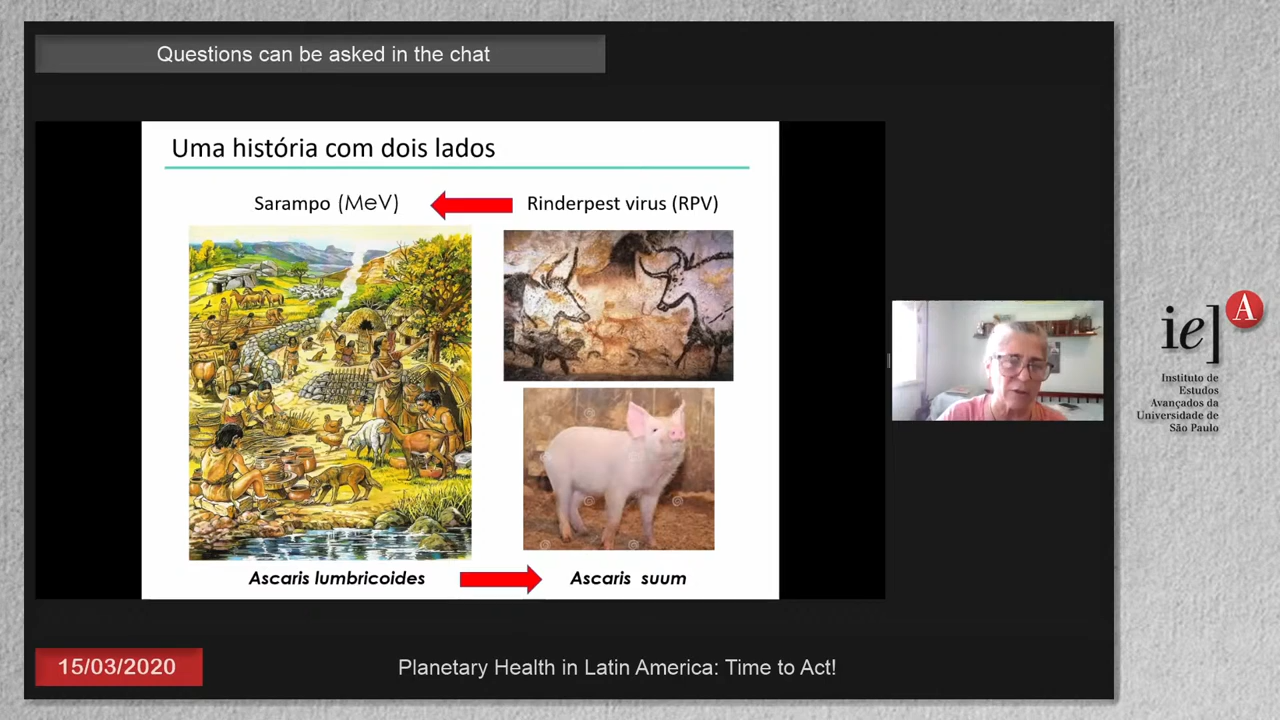 Questions can be asked in the chat
Uma história com dois lados
Sarampo (MeV)
Rinderpest virus (RPV)
Ascaris lumbricoides
Ascaris suum
ie]
A
Instituto de
Estudos
Avançados da
Universidade de
São Paulo
15/03/2020
Planetary Health in Latin America: Time to Act!